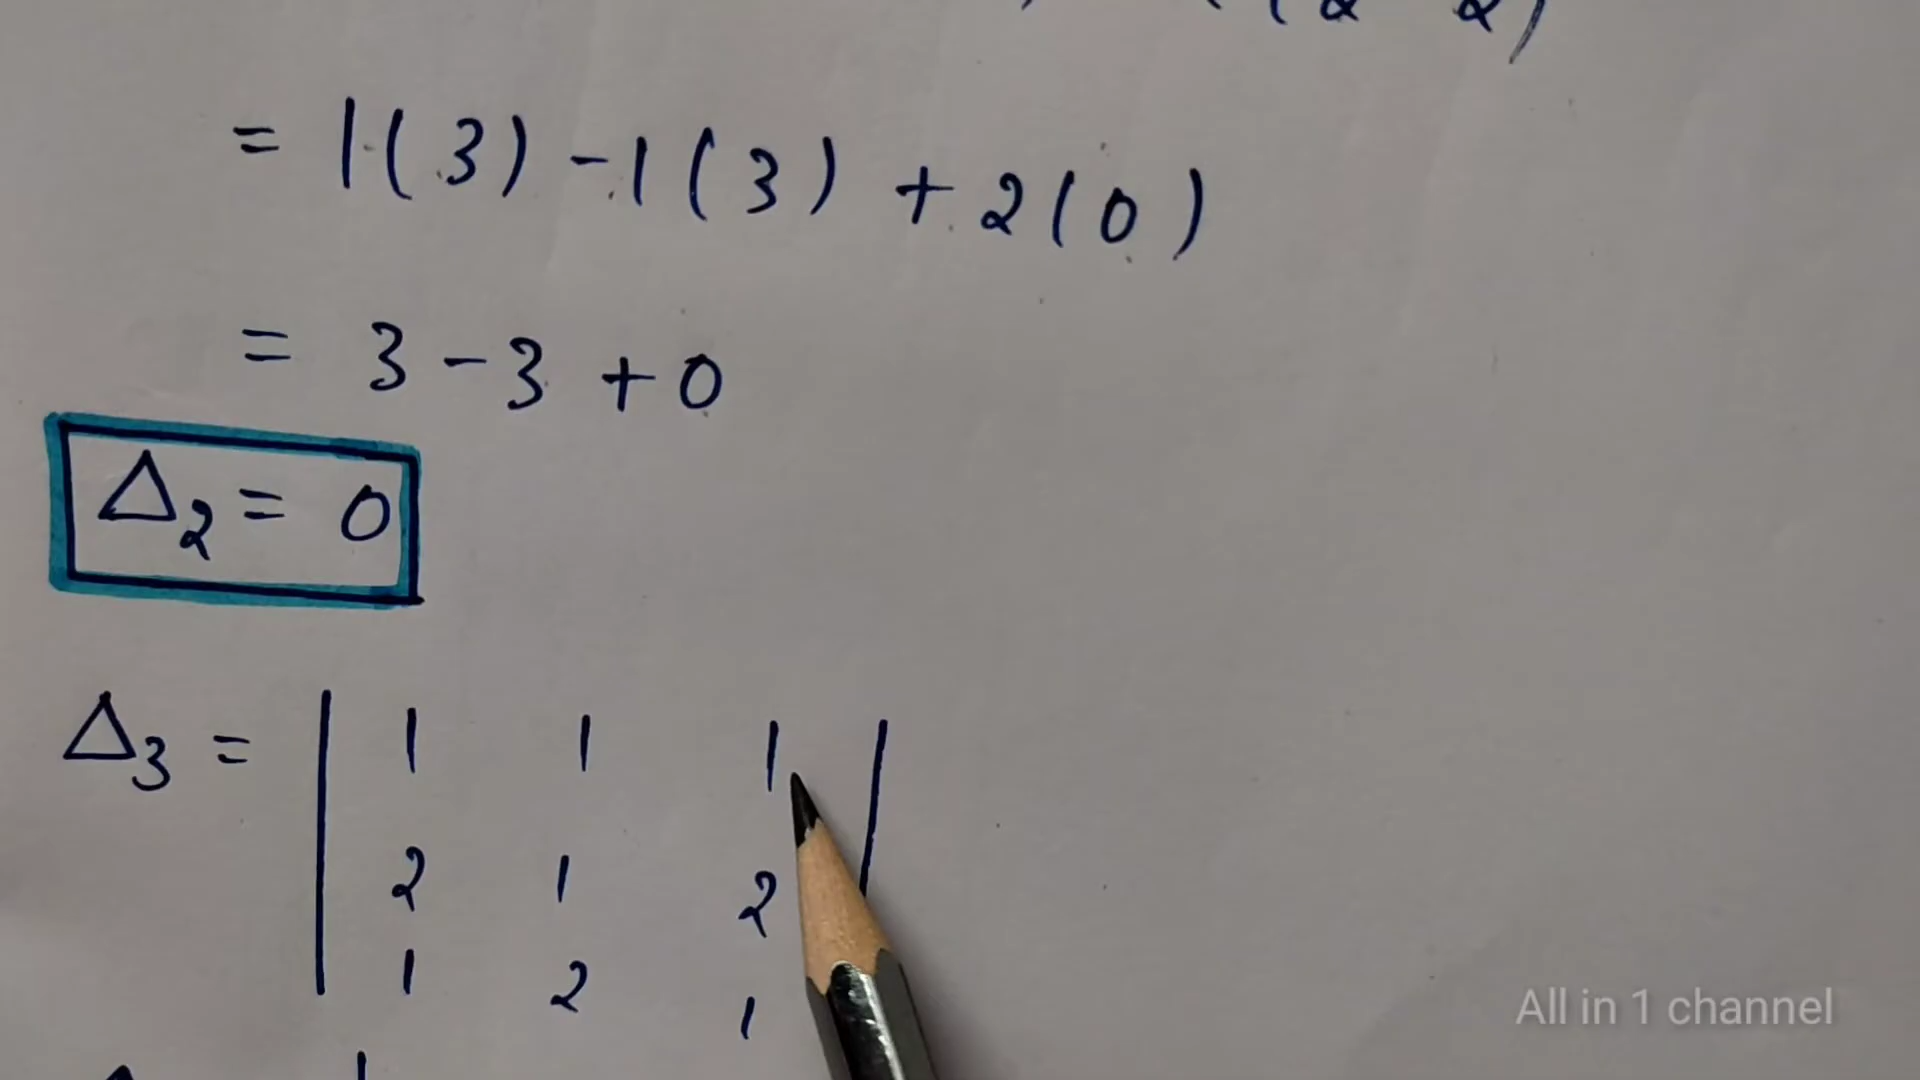 = 1(3) -1(3) + 2(0)
= 3 - 3 + 0
Δ₂ = 0
Δ₃ = | 1 1 1 |
2 1 2
1 2 1
All in 1 channel